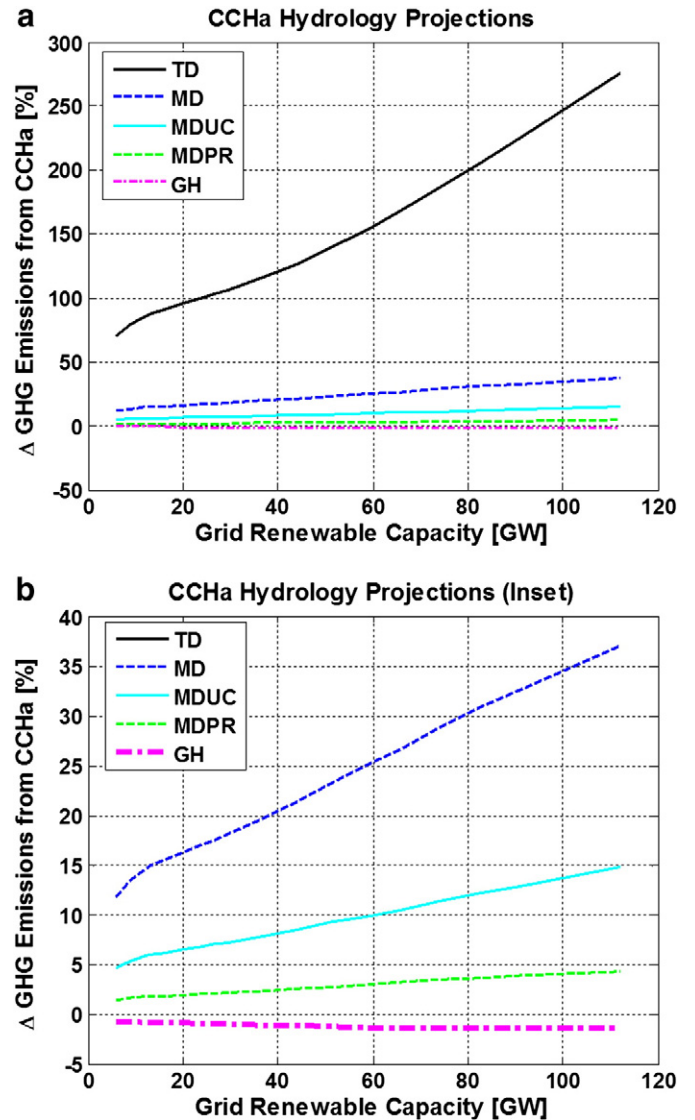 a
CCHa Hydrology Projections
Δ GHG Emissions from CCHa [%]
300
250
200
150
100
50
0
-50
TD
MD
MDUC
MDPR
GH
0 20 40 60 80 100 120
Grid Renewable Capacity [GW]
b
CCHa Hydrology Projections (Inset)
Δ GHG Emissions from CCHa [%]
40
35
30
25
20
15
10
5
0
-5
TD
MD
MDUC
MDPR
GH
0 20 40 60 80 100 120
Grid Renewable Capacity [GW]